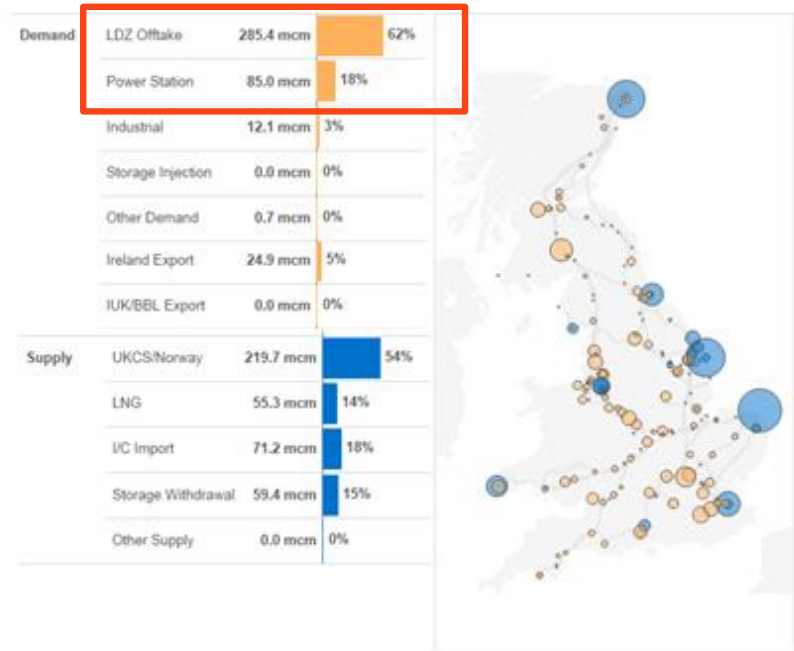 Demand LDZ Offtake 285.4 mcm 62%
Power Station 85.0 mcm 18%
Industrial 12.1 mcm 3%
Storage Injection 0.0 mcm 0%
Other Demand 0.7 mcm 0%
Ireland Export 24.9 mcm 5%
IUK/BBL Export 0.0 mcm 0%
Supply UKCS/Norway 219.7 mcm 54%
LNG 55.3 mcm 14%
I/C Import 71.2 mcm 18%
Storage Withdrawal 59.4 mcm 15%
Other Supply 0.0 mcm 0%